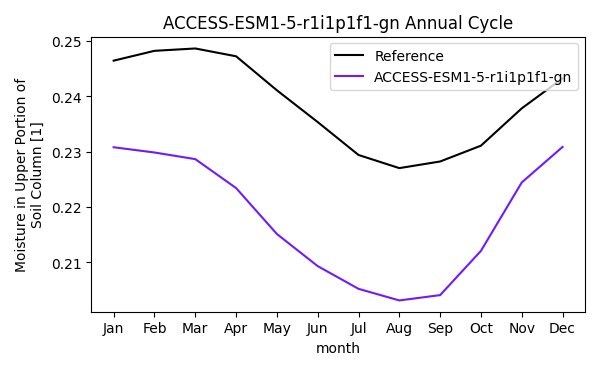 ACCESS-ESM1-5-r1i1p1f1-gn Annual Cycle
Reference
ACCESS-ESM1-5-r1i1p1f1-gn
Moisture in Upper Portion of
Soil Column [1]
0.25
0.24
0.23
0.22
0.21
Jan Feb Mar Apr May Jun Jul Aug Sep Oct Nov Dec
month